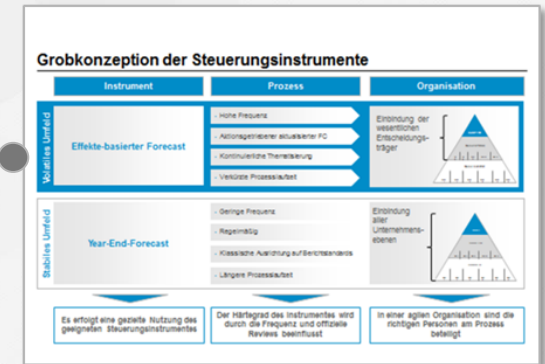 Grobkonzeption der Steuerungsinstrumente
Instrument
Prozess
Organisation
Volatiles Umfeld
Effekte-basierter Forecast
- Hohe Frequenz
- Aktionsgetriebener aktualisierter FC
- Kontinuierliche Thematisierung
- Verkürzte Prozesslaufzeit
Einbindung der
wesentlichen
Entscheidungs-
träger
Stabiles Umfeld
Year-End-Forecast
- Geringe Frequenz
- Regelmäßig
- Klassische Ausrichtung auf Berichtstandards
- Längere Prozesslaufzeit
Einbindung
aller
Unternehmens-
ebenen
Es erfolgt eine gezielte Nutzung des
geeigneten Steuerungsinstrumentes
Der Härtegrad des Instrumentes wird
durch die Frequenz und offizielle
Reviews beeinflusst
In einer agilen Organisation sind die
richtigen Personen am Prozess
beteiligt